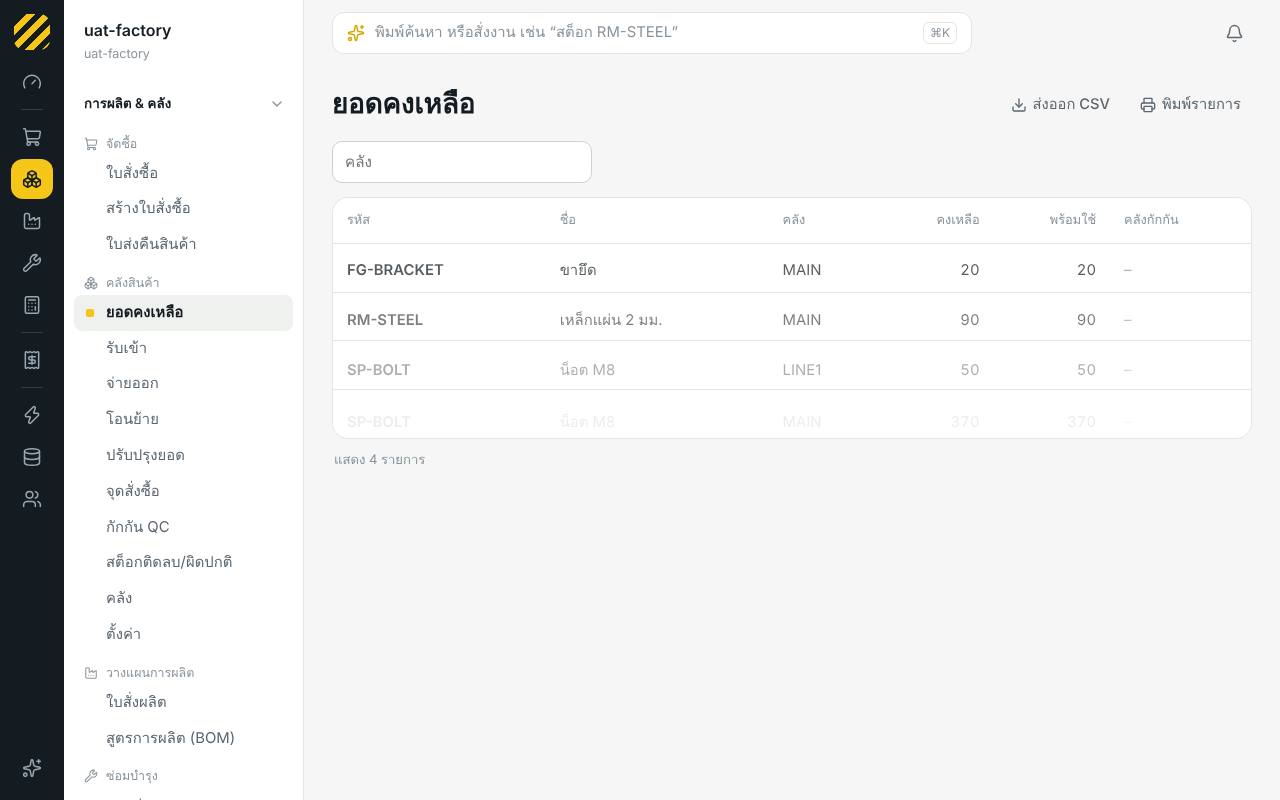 uat-factory
uat-factory
การผลิต & คลัง
จัดซื้อ
ใบสั่งซื้อ
สร้างใบสั่งซื้อ
ใบส่งคืนสินค้า
คลังสินค้า
ยอดคงเหลือ
รับเข้า
จ่ายออก
โอนย้าย
ปรับปรุงยอด
จุดสั่งซื้อ
กักกัน QC
สต็อกติดลบ/ผิดปกติ
คลัง
ตั้งค่า
วางแผนการผลิต
ใบสั่งผลิต
สูตรการผลิต (BOM)
ซ่อมบำรุง
พิมพ์ค้นหา หรือสั่งงาน เช่น “สต็อก RM-STEEL” ⌘K
ยอดคงเหลือ
ส่งออก CSV พิมพ์รายการ
คลัง
รหัส ชื่อ คลัง คงเหลือ พร้อมใช้ คลังกักกัน
FG-BRACKET ขายึด MAIN 20 20 –
RM-STEEL เหล็กแผ่น 2 มม. MAIN 90 90 –
SP-BOLT น็อต M8 LINE1 50 50 –
SP-BOLT น็อต M8 MAIN 370 370 –
แสดง 4 รายการ